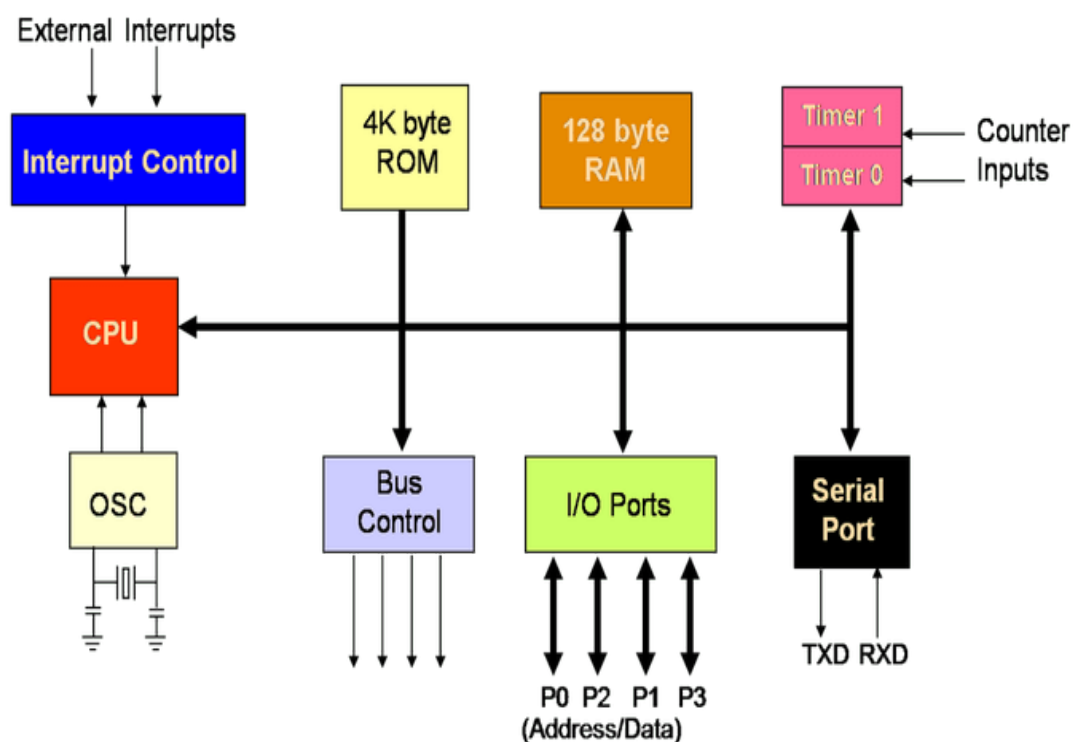 External Interrupts
Interrupt Control
4K byte
ROM
128 byte
RAM
Timer 1
Timer 0
Counter
Inputs
CPU
OSC
Bus
Control
I/O Ports
Serial
Port
TXD RXD
P0 P2 P1 P3
(Address/Data)